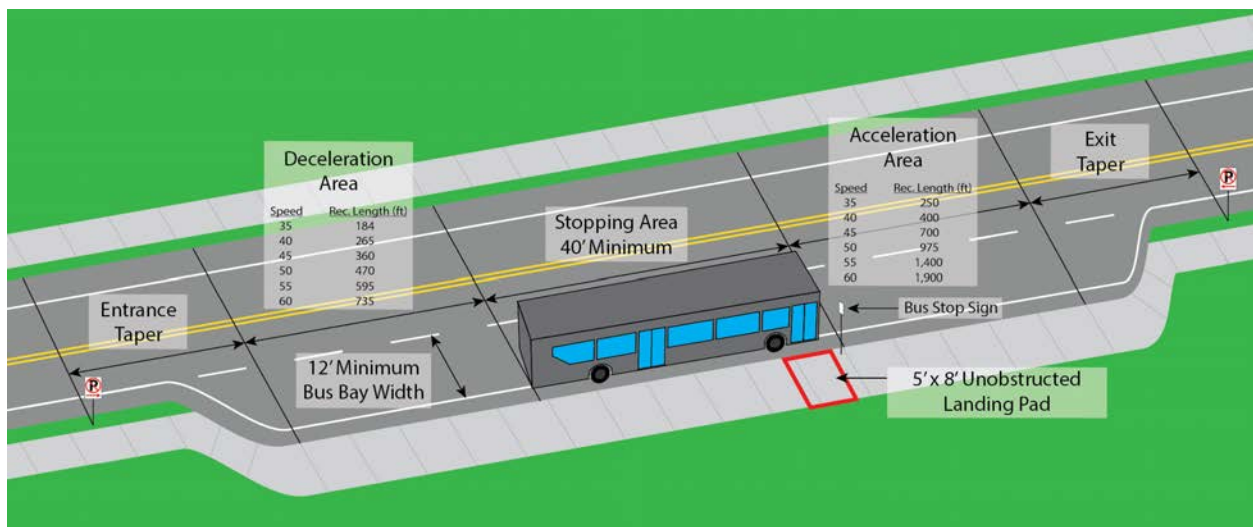 Deceleration
Area
Speed Rec. Length (ft)
35 184
40 265
45 360
50 470
55 595
60 735
Acceleration
Area
Speed Rec. Length (ft)
35 250
40 400
45 700
50 975
55 1,400
60 1,900
Exit
Taper
P
Stopping Area
40' Minimum
Entrance
Taper
P
12' Minimum
Bus Bay Width
Bus Stop Sign
5' x 8' Unobstructed
Landing Pad